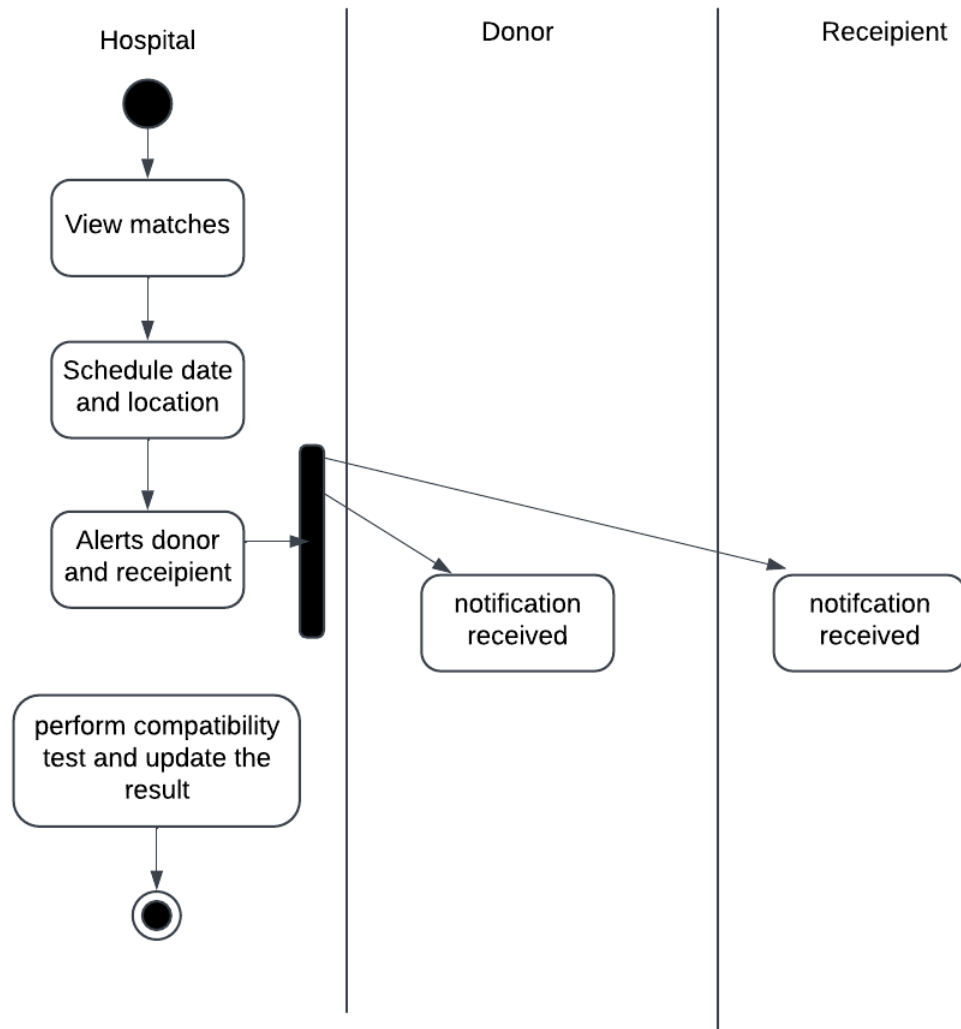 Hospital
Donor
Receipient
View matches
Schedule date
and location
Alerts donor
and receipient
notification
received
notifcation
received
perform compatibility
test and update the
result